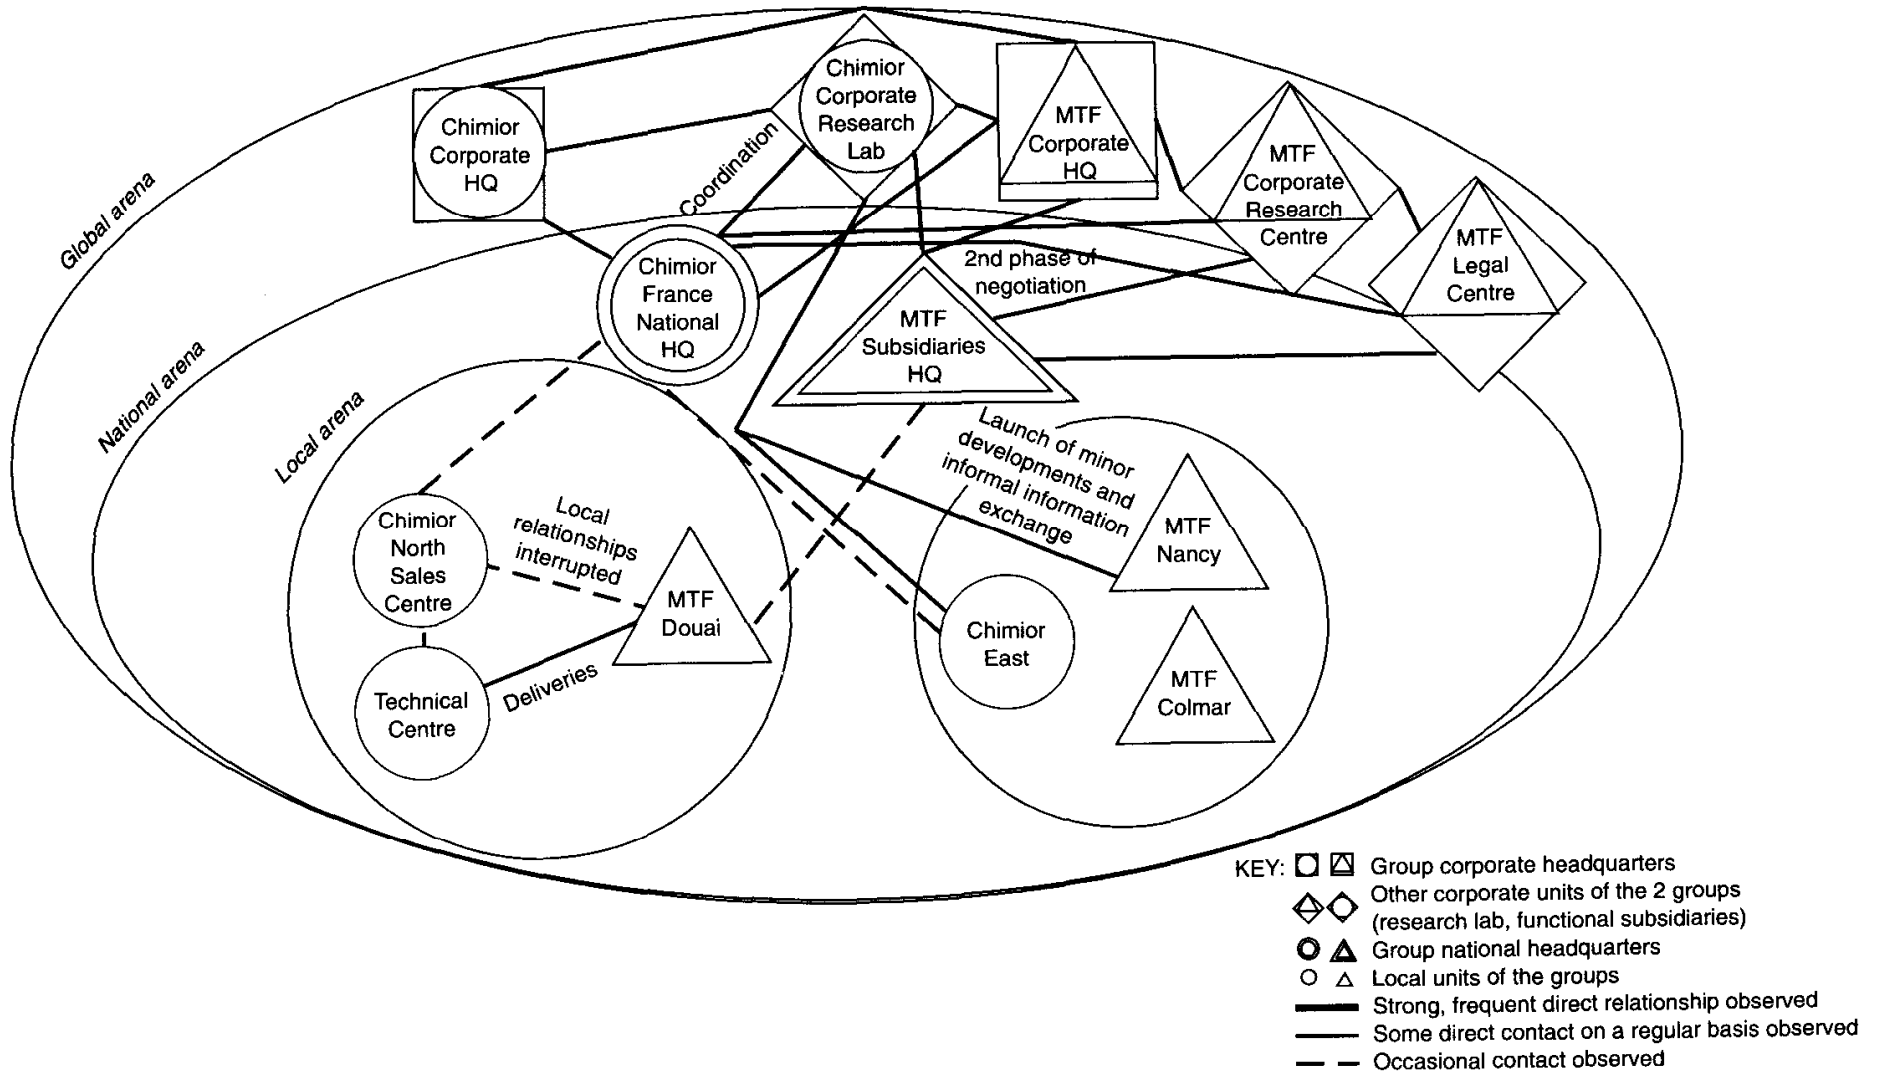 Chimior
Corporate
HQ
Chimior
Corporate
Research
Lab
MTF
Corporate
HQ
MTF
Corporate
Research
Centre
MTF
Legal
Centre
Global arena
National arena
Local arena
Coordination
Chimior
France
National
HQ
2nd phase of
negotiation
MTF
Subsidiaries
HQ
Launch of minor
developments and
informal information
exchange
Chimior
North
Sales
Centre
Local
relationships
interrupted
MTF
Douai
Technical
Centre
Deliveries
MTF
Nancy
Chimior
East
MTF
Colmar
KEY:
Group corporate headquarters
Other corporate units of the 2 groups
(research lab, functional subsidiaries)
Group national headquarters
Local units of the groups
Strong, frequent direct relationship observed
Some direct contact on a regular basis observed
Occasional contact observed